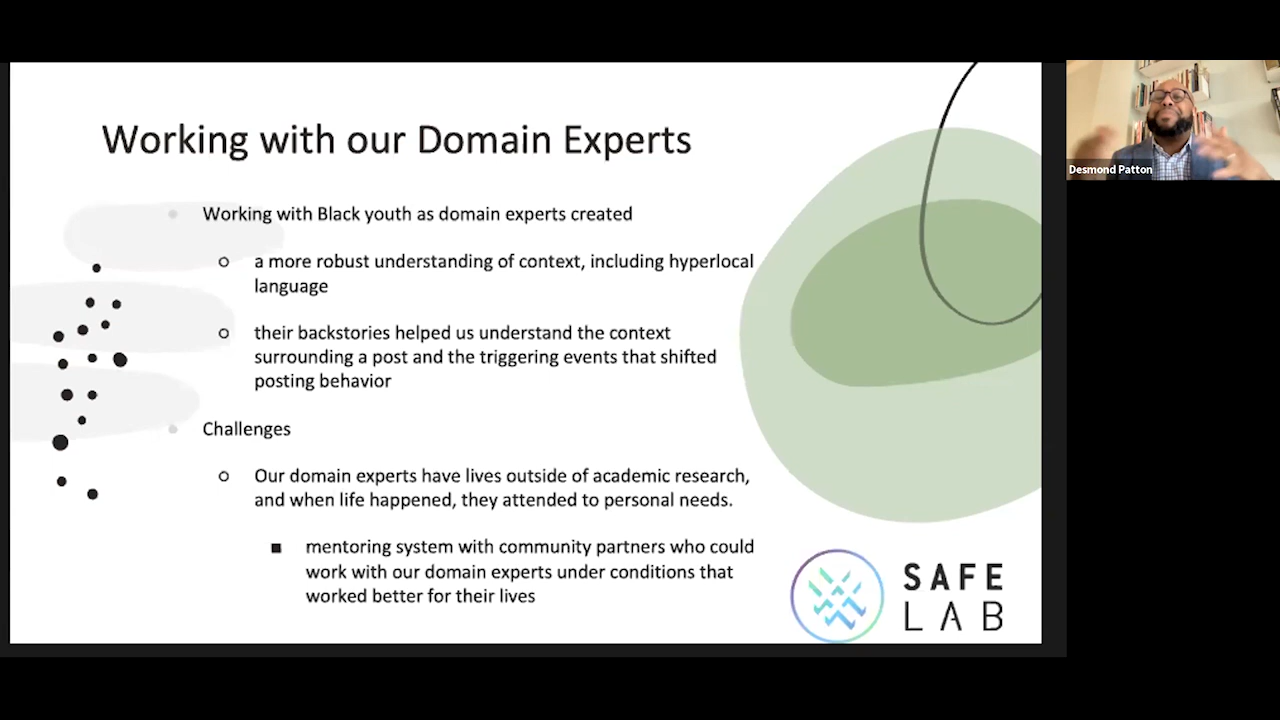 Working with our Domain Experts
Working with Black youth as domain experts created
a more robust understanding of context, including hyperlocal
language
their backstories helped us understand the context
surrounding a post and the triggering events that shifted
posting behavior
Challenges
Our domain experts have lives outside of academic research,
and when life happened, they attended to personal needs.
mentoring system with community partners who could
work with our domain experts under conditions that
worked better for their lives
SAFE
LAB
Desmond Patton